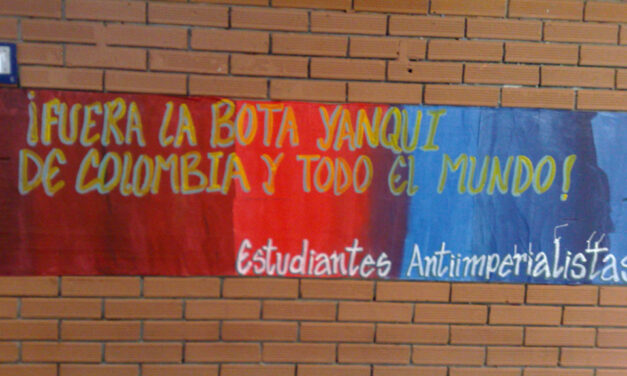 ¡FUERA LA BOTA YANQUI
DE COLOMBIA Y TODO EL MUNDO!
Estudiantes Antiimperialistas